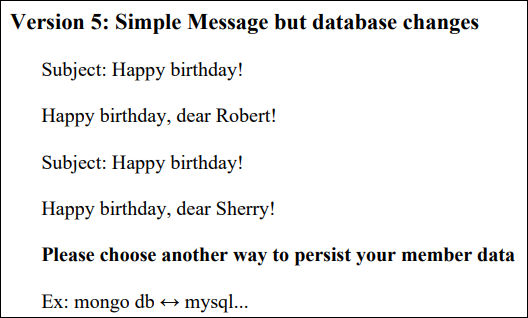 Version 5: Simple Message but database changes
Subject: Happy birthday!
Happy birthday, dear Robert!
Subject: Happy birthday!
Happy birthday, dear Sherry!
Please choose another way to persist your member data
Ex: mongo db ↔ mysql...